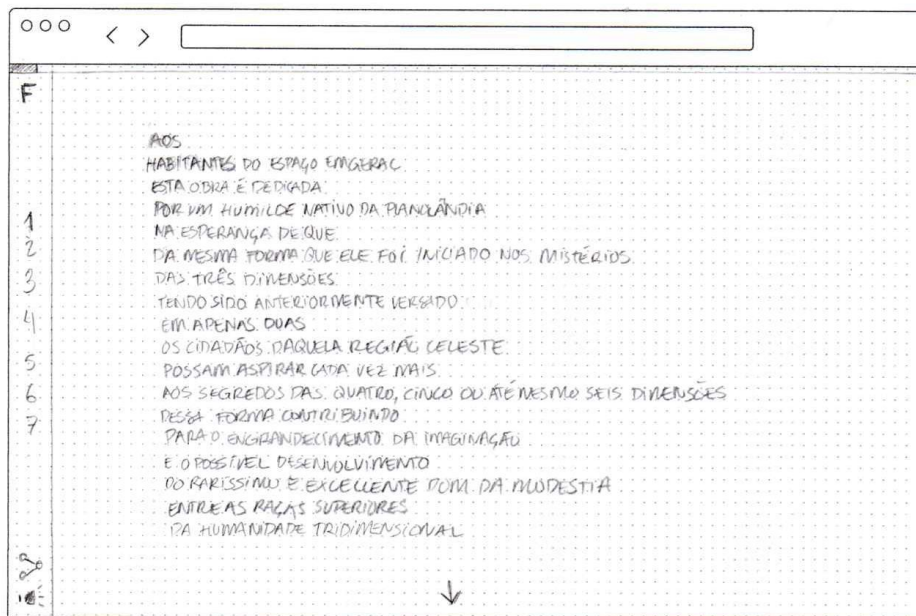 F
AOS
HABITANTES DO ESPAÇO EM GERAL
ESTA OBRA É DEDICADA
POR UM HUMILDE NATIVO DA PLANOLÂNDIA
NA ESPERANÇA DE QUE
DA MESMA FORMA QUE ELE FOI INICIADO NOS MISTÉRIOS
DAS TRÊS DIMENSÕES
TENDO SIDO ANTERIORMENTE VERSADO
EM APENAS DUAS
OS CIDADÃOS DAQUELA REGIÃO CELESTE
POSSAM ASPIRAR CADA VEZ MAIS
AOS SEGREDOS DAS QUATRO, CINCO OU ATÉ MESMO SEIS DIMENSÕES
DESSA FORMA CONTRIBUINDO
PARA O ENGRANDECIMENTO DA IMAGINAÇÃO
E O POSSÍVEL DESENVOLVIMENTO
DO RARÍSSIMO E EXCELLENTE DOM DA MODESTIA
ENTRE AS RAÇAS SUPERIORES
DA HUMANIDADE TRIDIMENSIONAL
1
2
3
4
5
6
7